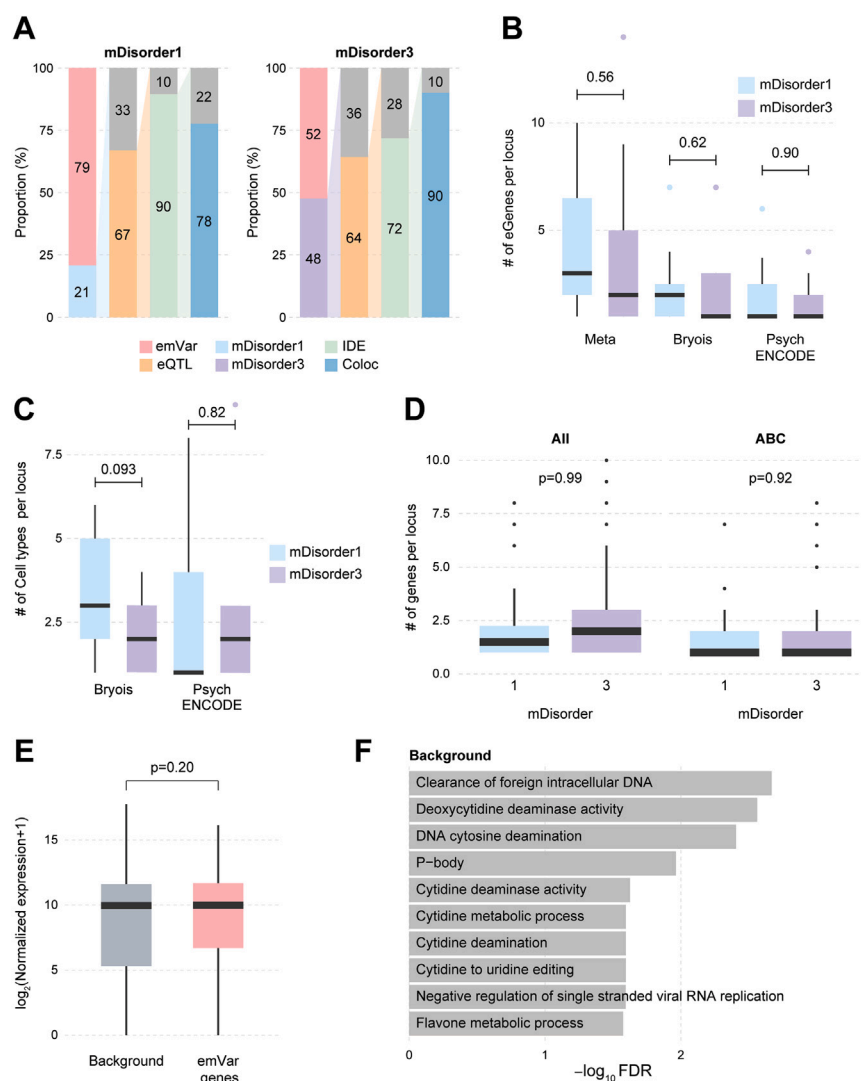 A
mDisorder1
mDisorder3
Proportion (%)
100
75
50
25
0
79
21
33
67
10
90
22
78
Proportion (%)
100
75
50
25
0
52
48
36
64
28
72
10
90
emVar
mDisorder1
IDE
eQTL
mDisorder3
Coloc
B
# of eGenes per locus
10
5
0.56
0.62
0.90
mDisorder1
mDisorder3
Meta
Bryois
Psych
ENCODE
C
# of Cell types per locus
7.5
5
2.5
0.093
0.82
mDisorder1
mDisorder3
Bryois
Psych
ENCODE
D
All
ABC
# of genes per locus
10.0
7.5
5.0
2.5
0.0
p=0.99
p=0.92
1
3
1
3
mDisorder
mDisorder
E
p=0.20
log2(Normalized expression+1)
15
10
5
0
Background
emVar
genes
F
Background
Clearance of foreign intracellular DNA
Deoxycytidine deaminase activity
DNA cytosine deamination
P−body
Cytidine deaminase activity
Cytidine metabolic process
Cytidine deamination
Cytidine to uridine editing
Negative regulation of single stranded viral RNA replication
Flavone metabolic process
0
1
2
−log10 FDR